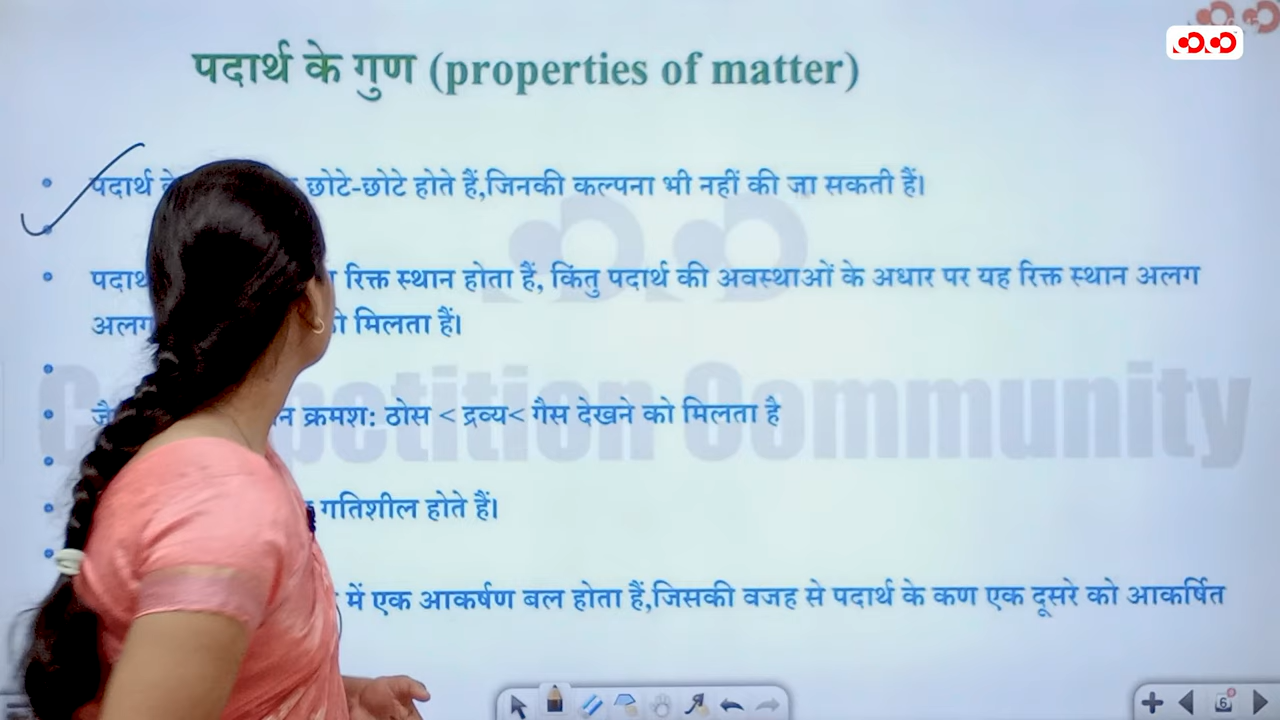 पदार्थ के गुण (properties of matter)
पदार्थ छोटे-छोटे होते हैं,जिनकी कल्पना भी नहीं की जा सकती हैं।
रिक्त स्थान होता हैं, किंतु पदार्थ की अवस्थाओं के अधार पर यह रिक्त स्थान अलग
अलग मिलता हैं।
Competition Community
क्रमश: ठोस < द्रव्य< गैस देखने को मिलता है
गतिशील होते हैं।
में एक आकर्षण बल होता हैं,जिसकी वजह से पदार्थ के कण एक दूसरे को आकर्षित
6